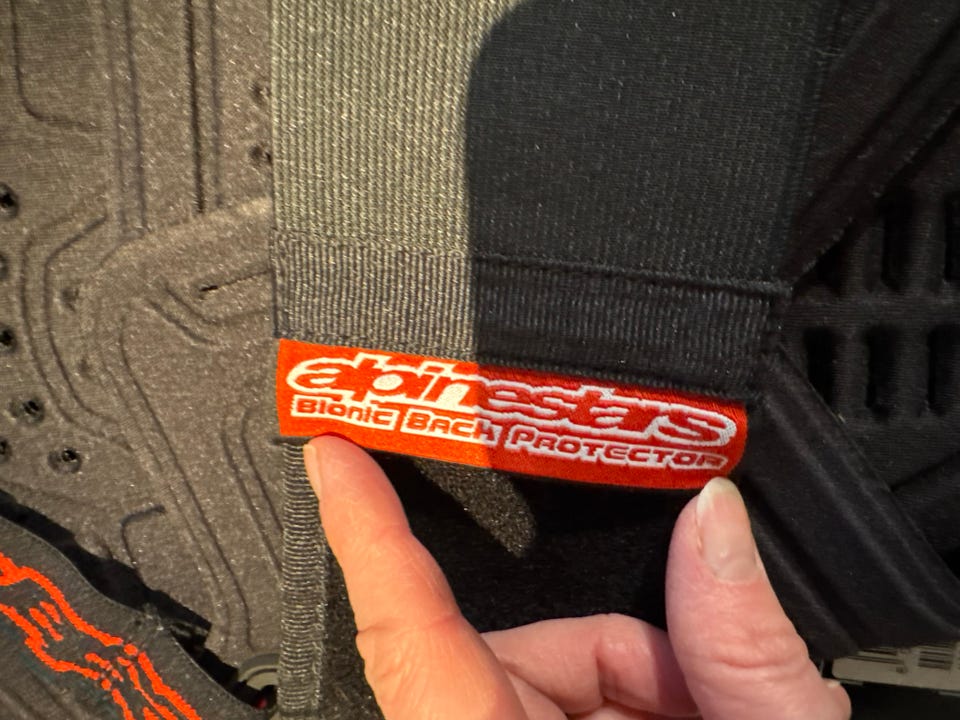 alpinestars
Bionic Back Protector